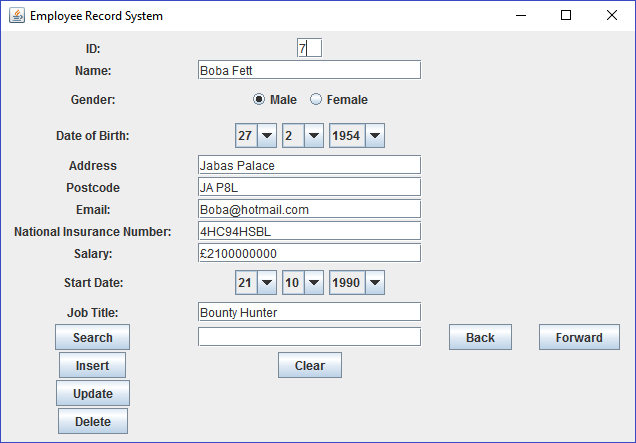 Employee Record System
ID: 7
Name: Boba Fett
Gender: Male Female
Date of Birth: 27 2 1954
Address Jabas Palace
Postcode JA P8L
Email: Boba@hotmail.com
National Insurance Number: 4HC94HSBL
Salary: £2100000000
Start Date: 21 10 1990
Job Title: Bounty Hunter
Search Back Forward
Insert Clear
Update
Delete